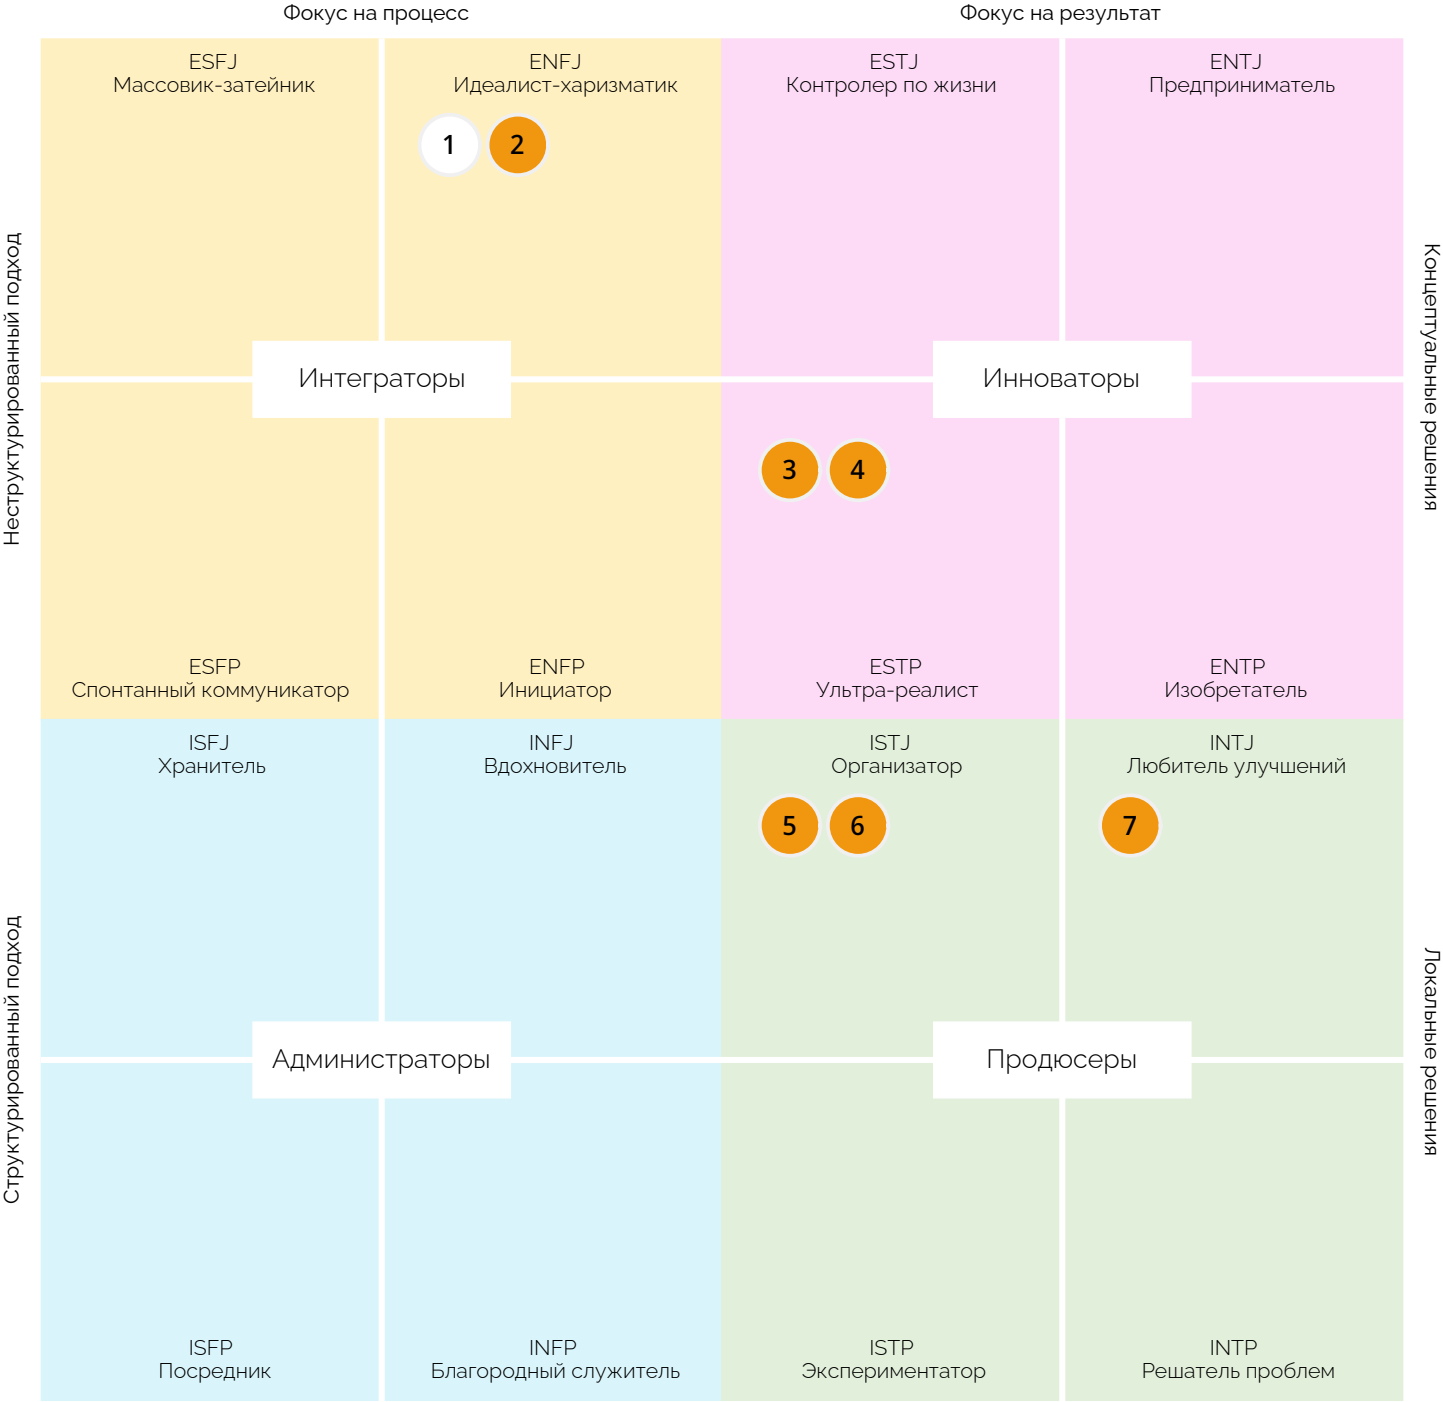 Фокус на процесс
Фокус на результат
ESFJ
Массовик-затейник
ENFJ
Идеалист-харизматик
ESTJ
Контролер по жизни
ENTJ
Предприниматель
1
2
Неструктурированный подход
Концептуальные решения
Интеграторы
Инноваторы
3
4
ESFP
Спонтанный коммуникатор
ENFP
Инициатор
ESTP
Ультра-реалист
ENTP
Изобретатель
ISFJ
Хранитель
INFJ
Вдохновитель
ISTJ
Организатор
INTJ
Любитель улучшений
5
6
7
Структурированный подход
Локальные решения
Администраторы
Продюсеры
ISFP
Посредник
INFP
Благородный служитель
ISTP
Экспериментатор
INTP
Решатель проблем